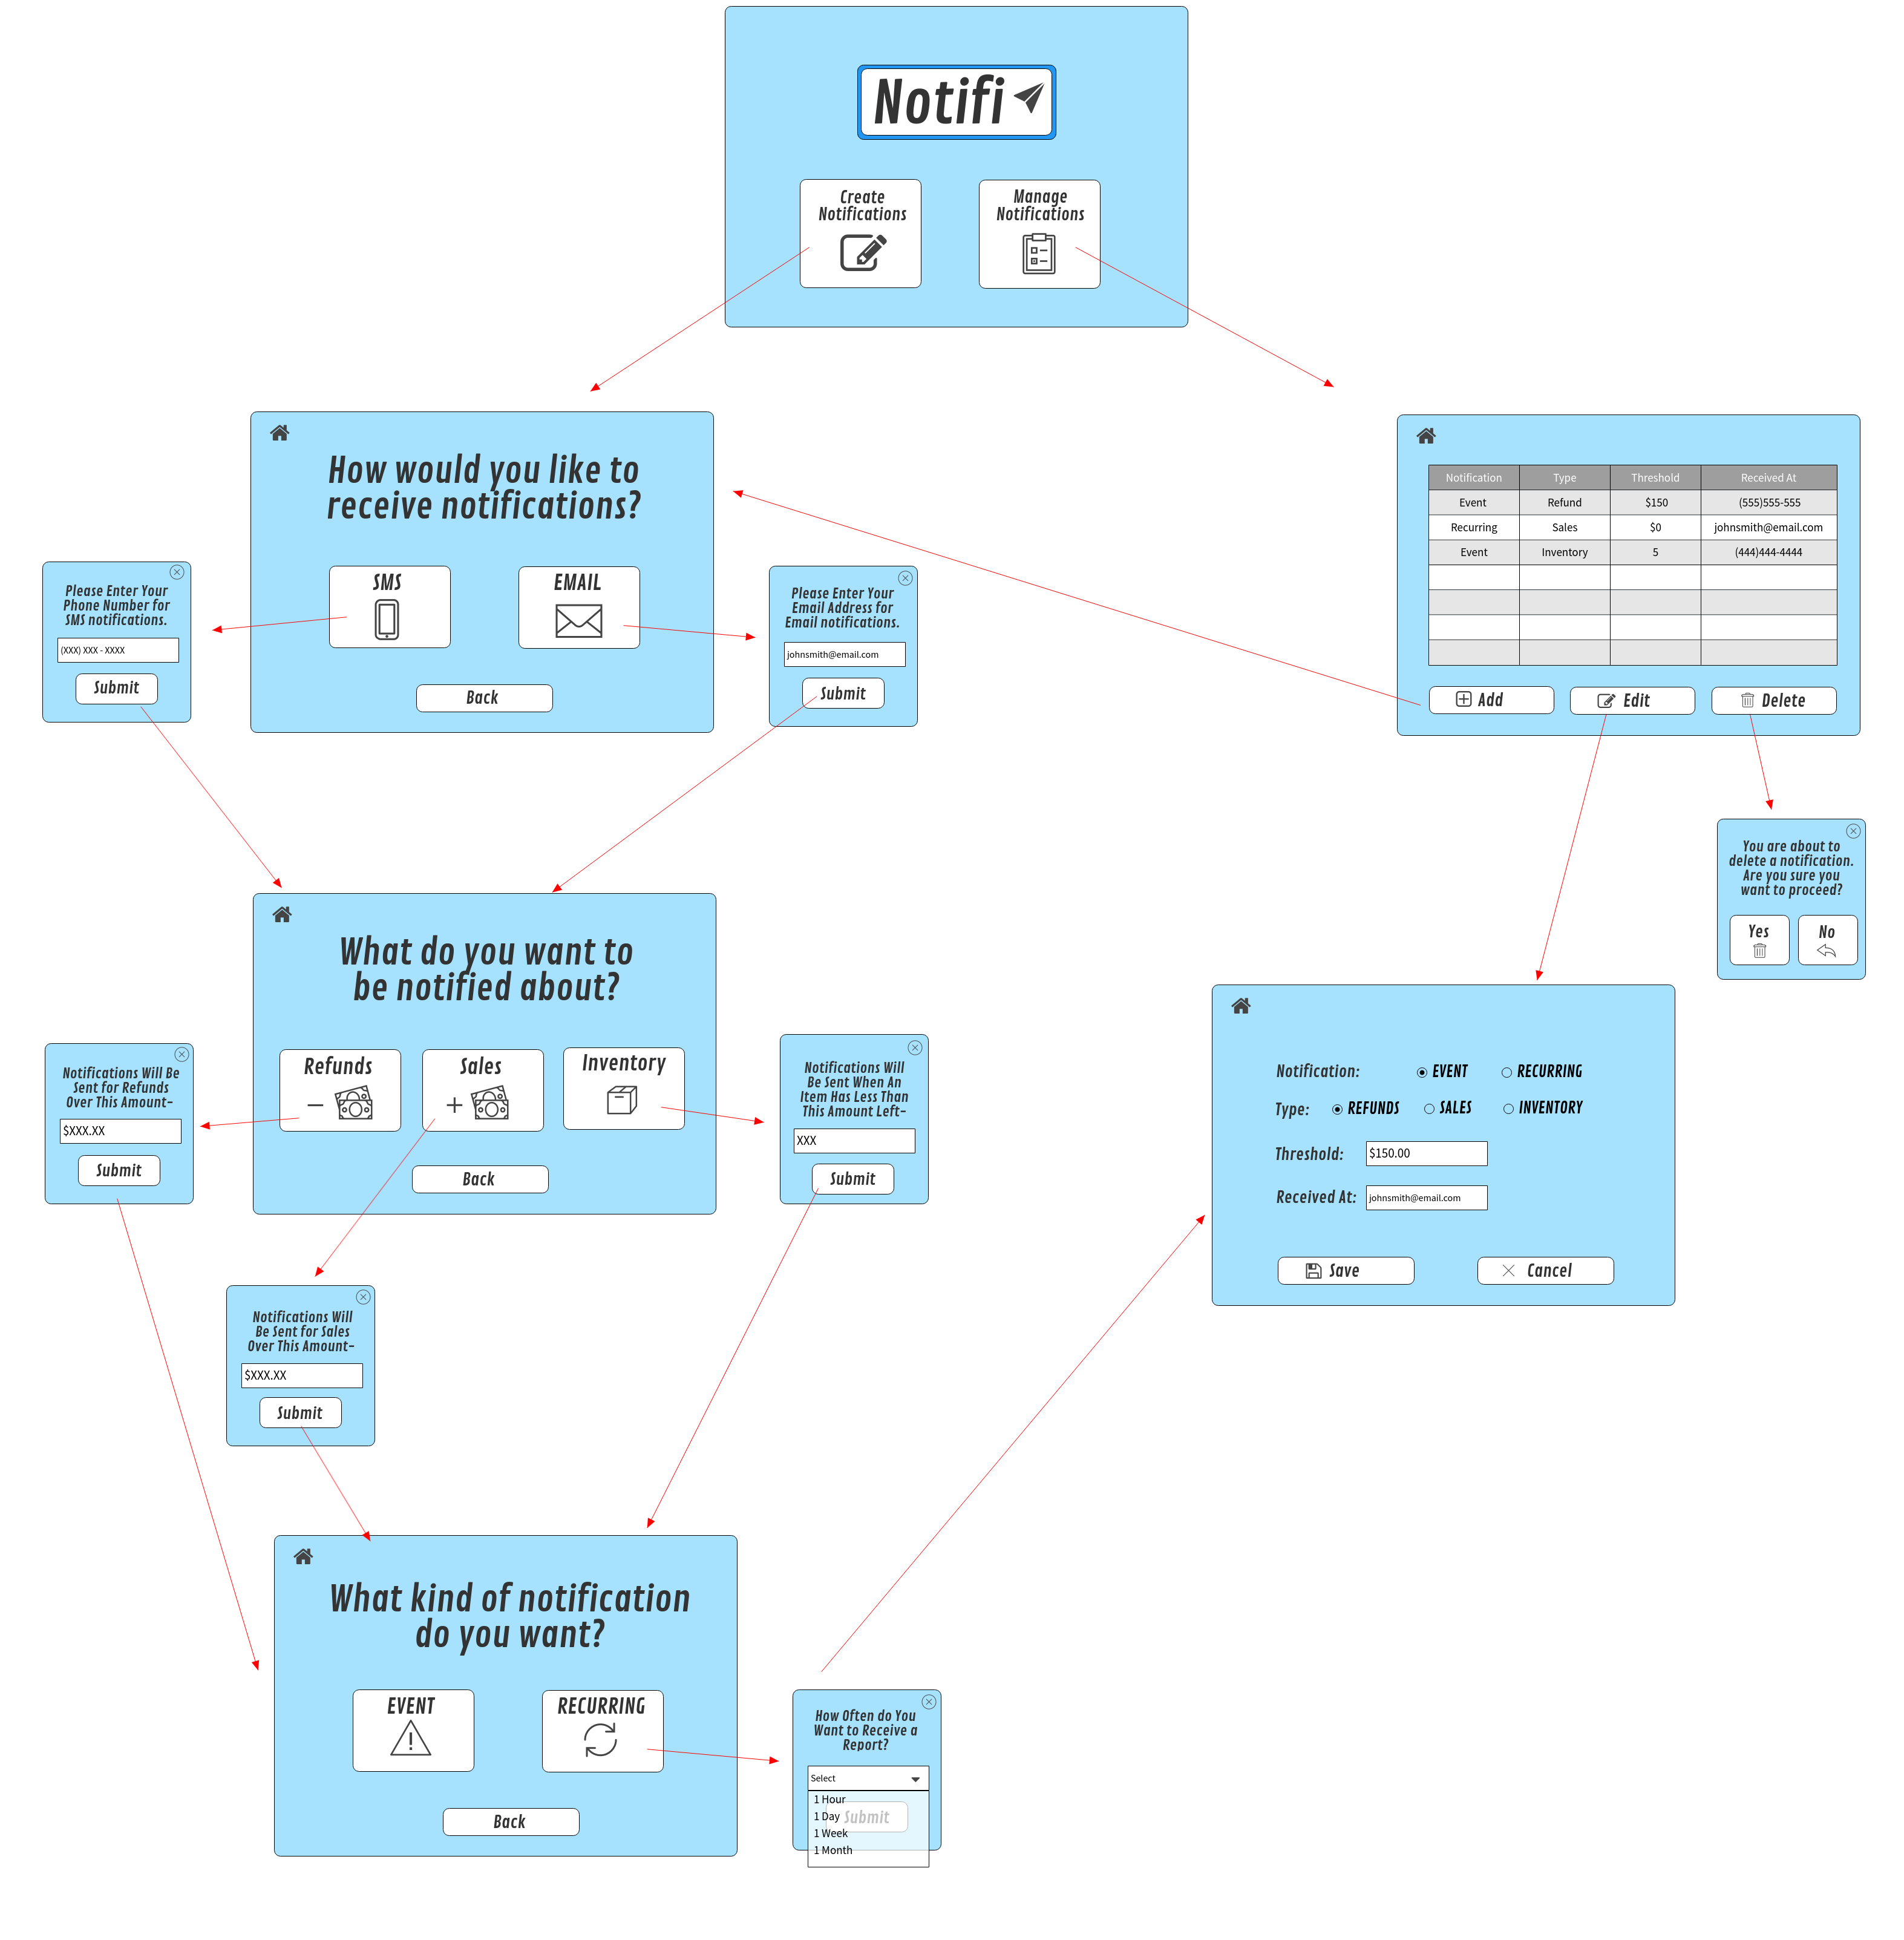 Notifi
Create
Notifications
Manage
Notifications
How would you like to
receive notifications?
SMS
EMAIL
Back
Please Enter Your
Phone Number for
SMS notifications.
(XXX) XXX - XXXX
Submit
Please Enter Your
Email Address for
Email notifications.
johnsmith@email.com
Submit
Notification Type Threshold Received At
Event Refund $150 (555)555-555
Recurring Sales $0 johnsmith@email.com
Event Inventory 5 (444)444-4444
Add Edit Delete
You are about to
delete a notification.
Are you sure you
want to proceed?
Yes No
What do you want to
be notified about?
Refunds
Sales
Inventory
Back
Notifications Will Be
Sent for Refunds
Over This Amount-
$XXX.XX
Submit
Notifications Will
Be Sent When An
Item Has Less Than
This Amount Left-
XXX
Submit
Notifications Will
Be Sent for Sales
Over This Amount-
$XXX.XX
Submit
Notification: EVENT RECURRING
Type: REFUNDS SALES INVENTORY
Threshold: $150.00
Received At: johnsmith@email.com
Save Cancel
What kind of notification
do you want?
EVENT
RECURRING
Back
How Often do You
Want to Receive a
Report?
Select
1 Hour
1 Day
Submit
1 Week
1 Month